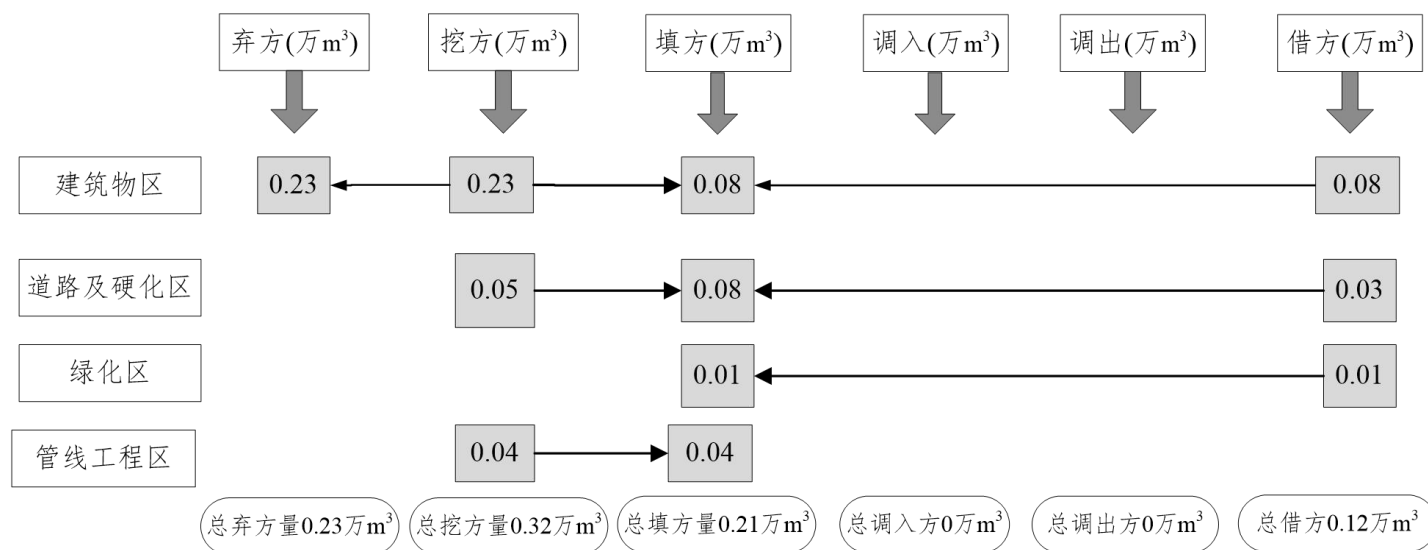 弃方(万m³)
挖方(万m³)
填方(万m³)
调入(万m³)
调出(万m³)
借方(万m³)
建筑物区
0.23
0.23
0.08
0.08
道路及硬化区
0.05
0.08
0.03
绿化区
0.01
0.01
管线工程区
0.04
0.04
总弃方量0.23万m³
总挖方量0.32万m³
总填方量0.21万m³
总调入方0万m³
总调出方0万m³
总借方0.12万m³